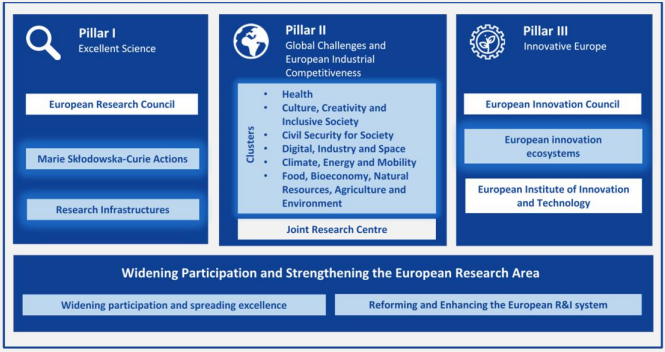 Pillar I
Excellent Science
European Research Council
Marie Skłodowska-Curie Actions
Research Infrastructures
Pillar II
Global Challenges and
European Industrial
Competitiveness
Clusters
• Health
• Culture, Creativity and
Inclusive Society
• Civil Security for Society
• Digital, Industry and Space
• Climate, Energy and Mobility
• Food, Bioeconomy, Natural
Resources, Agriculture and
Environment
Joint Research Centre
Pillar III
Innovative Europe
European Innovation Council
European innovation
ecosystems
European Institute of Innovation
and Technology
Widening Participation and Strengthening the European Research Area
Widening participation and spreading excellence
Reforming and Enhancing the European R&I system